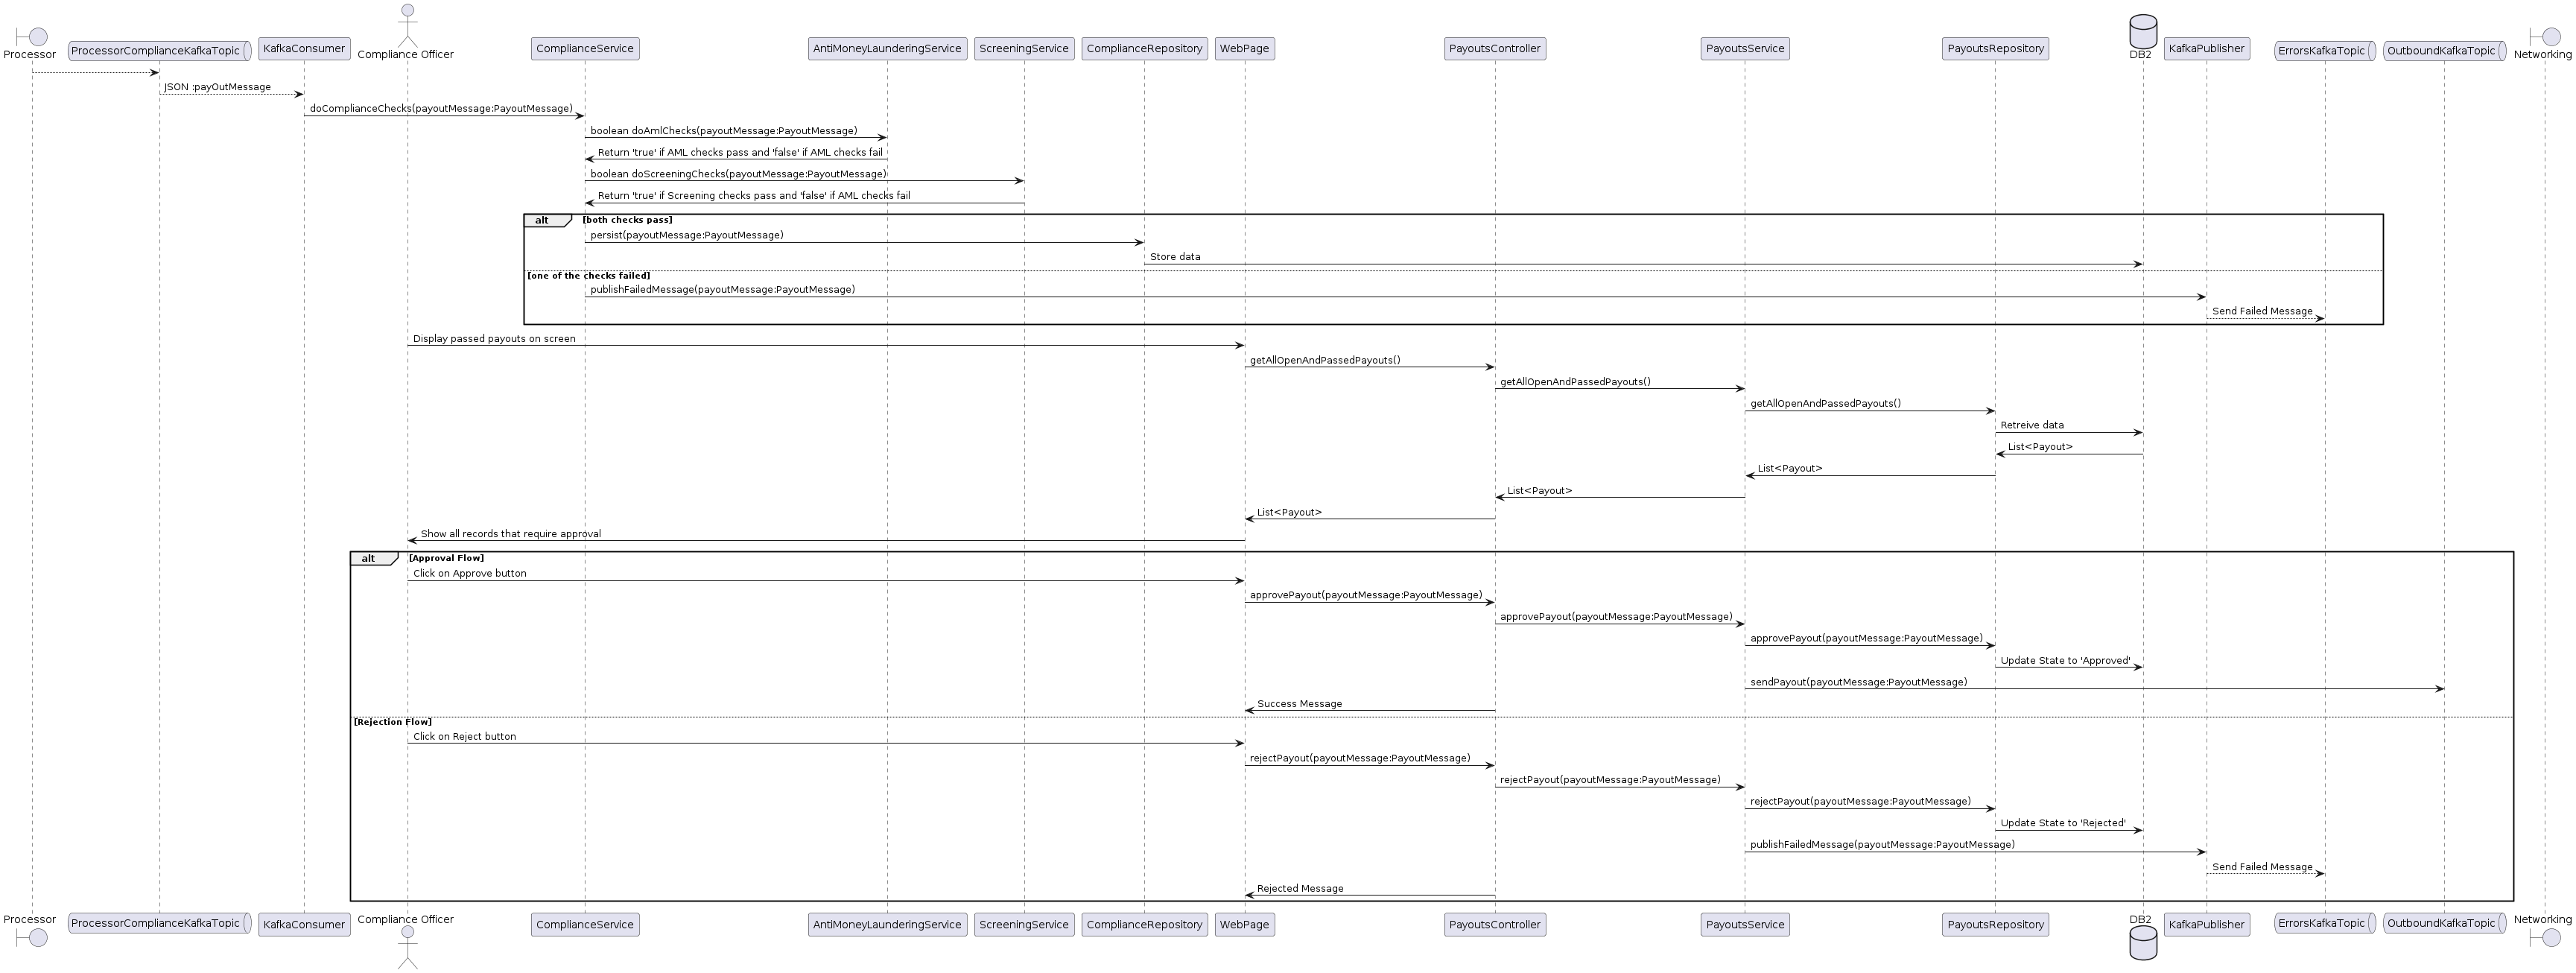 Processor
ProcessorComplianceKafkaTopic
KafkaConsumer
Compliance Officer
ComplianceService
AntiMoneyLaunderingService
ScreeningService
ComplianceRepository
WebPage
PayoutsController
PayoutsService
PayoutsRepository
DB2
KafkaPublisher
ErrorsKafkaTopic
OutboundKafkaTopic
Networking
JSON :payOutMessage
doComplianceChecks(payoutMessage:PayoutMessage)
boolean doAmlChecks(payoutMessage:PayoutMessage)
Return 'true' if AML checks pass and 'false' if AML checks fail
boolean doScreeningChecks(payoutMessage:PayoutMessage)
Return 'true' if Screening checks pass and 'false' if AML checks fail
alt [both checks pass]
persist(payoutMessage:PayoutMessage)
Store data
[one of the checks failed]
publishFailedMessage(payoutMessage:PayoutMessage)
Send Failed Message
Display passed payouts on screen
getAllOpenAndPassedPayouts()
getAllOpenAndPassedPayouts()
getAllOpenAndPassedPayouts()
Retreive data
List<Payout>
List<Payout>
List<Payout>
List<Payout>
Show all records that require approval
alt [Approval Flow]
Click on Approve button
approvePayout(payoutMessage:PayoutMessage)
approvePayout(payoutMessage:PayoutMessage)
approvePayout(payoutMessage:PayoutMessage)
Update State to 'Approved'
sendPayout(payoutMessage:PayoutMessage)
Success Message
[Rejection Flow]
Click on Reject button
rejectPayout(payoutMessage:PayoutMessage)
rejectPayout(payoutMessage:PayoutMessage)
rejectPayout(payoutMessage:PayoutMessage)
Update State to 'Rejected'
publishFailedMessage(payoutMessage:PayoutMessage)
Send Failed Message
Rejected Message
Processor
ProcessorComplianceKafkaTopic
KafkaConsumer
Compliance Officer
ComplianceService
AntiMoneyLaunderingService
ScreeningService
ComplianceRepository
WebPage
PayoutsController
PayoutsService
PayoutsRepository
DB2
KafkaPublisher
ErrorsKafkaTopic
OutboundKafkaTopic
Networking